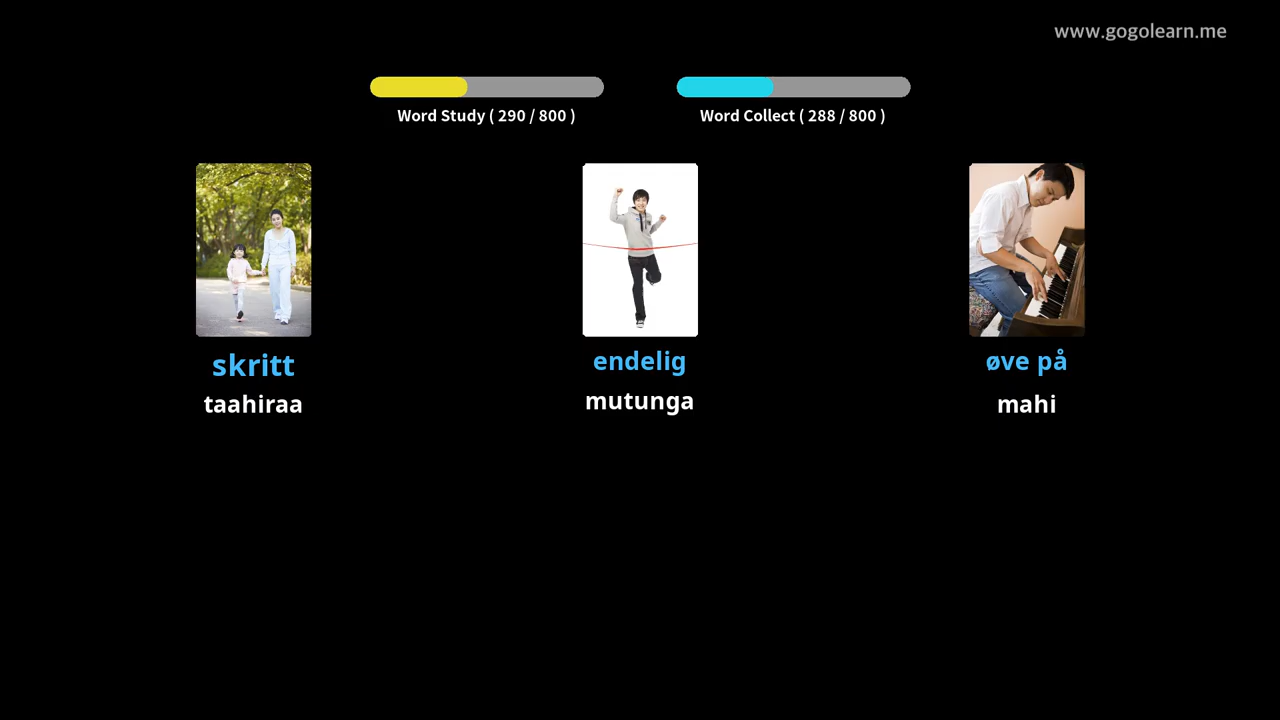 www.gogolearn.me
Word Study ( 290 / 800 )
Word Collect ( 288 / 800 )
skritt
endelig
øve på
taahiraa
mutunga
mahi